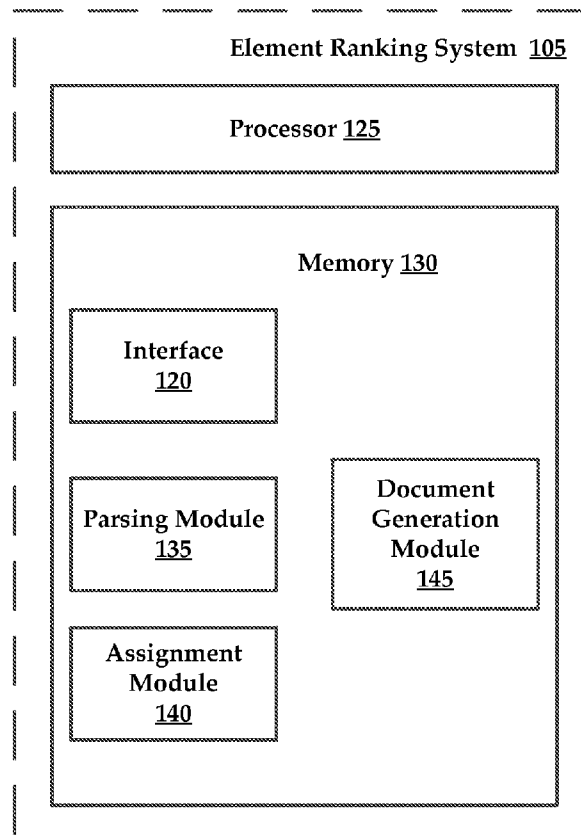 Element Ranking System 105
Processor 125
Memory 130
Interface
120
Parsing Module
135
Document
Generation
Module
145
Assignment
Module
140